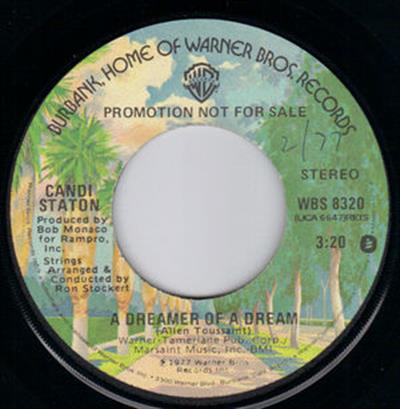 BURBANK, HOME OF WARNER BROS. RECORDS
PROMOTION NOT FOR SALE
2/77
STEREO
CANDI
STATON
Produced by
Bob Monaco
for Rampro,
Inc.
Strings
Arranged &
Conducted by
Ron Stockert
WBS 8320
3:20
A DREAMER OF A DREAM
(Allen Toussaint)
Warner-Tamerlane Pub. Corp./
Marsaint Music, Inc.-BMI
℗ 1977 Warner Bros.
Records Inc.